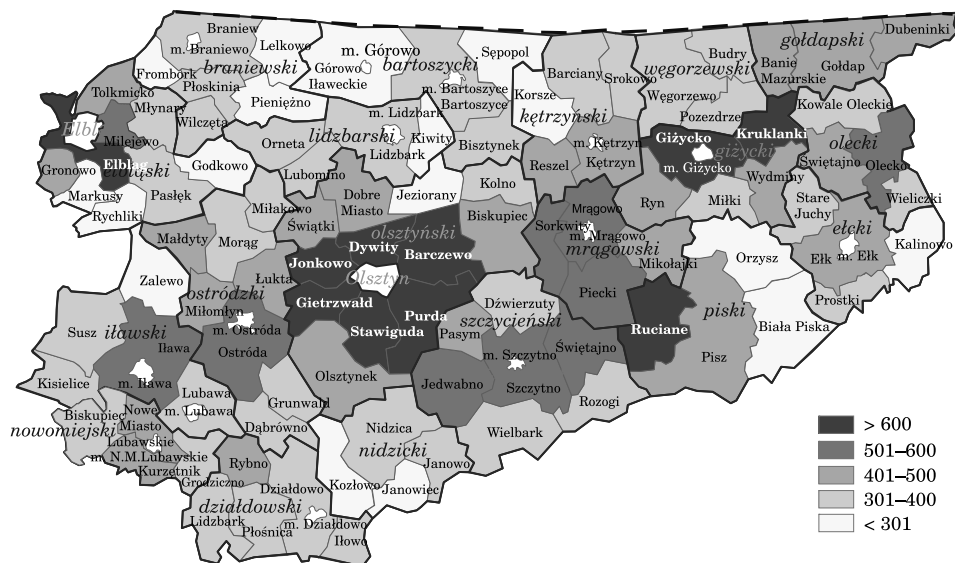 Braniew
m. Braniewo
Lelkowo
braniewski
Frombork
Płoskinia
Pieniężno
Wilczęta
m. Górowo
Górowo
Iławeckie
bartoszycki
Sępopol
m. Bartoszyce
Bartoszyce
Bisztynek
Barciany
Srokowo
Korsze
kętrzyński
m. Kętrzyn
Kętrzyn
Reszel
węgorzewski
Budry
Węgorzewo
Pozezdrze
gołdapski
Dubeninki
Banie
Mazurskie
Gołdap
Kowale Oleckie
olecki
Świętajno
Olecko
Wieliczki
Tolkmicko
Młynary
Elbl
Milejewo
Gronowo
Elbląg
elbląski
Markusy
Rychliki
Pasłęk
Godkowo
m. Lidzbark
lidzbarski
Orneta
Lidzbark
Kiwity
Lubomino
Giżycko
Kruklanki
giżycki
m. Giżycko
Wydminy
Ryn
Miłki
Stare
Juchy
ełcki
Ełk
m. Ełk
Kalinowo
Prostki
Dobre
Miasto
Jeziorany
Kolno
Biskupiec
Świątki
olsztyński
Dywity
Jonkowo
Barczewo
Olsztyn
Gietrzwałd
Purda
Stawiguda
Olsztynek
Miłakowo
Małdyty
Morąg
Łukta
ostródzki
Miłomłyn
m. Ostróda
Ostróda
Grunwald
Dąbrówno
Mrągowo
Sorkwity
m. Mrągowo
mrągowski
Mikołajki
Piecki
Orzysz
piski
Ruciane
Biała Piska
Pisz
Dźwierzuty
szczycieński
Pasym
m. Szczytno
Świętajno
Jedwabno
Szczytno
Rozogi
Wielbark
Zalewo
Susz
iławski
Iława
m. Iława
Kisielice
Lubawa
m. Lubawa
Biskupiec
Nowe
Miasto
nowomiejski
Lubawskie
m. N.M.Lubawskie
Kurzętnik
Grodziczno
Rybno
Działdowo
działdowski
Lidzbark
m. Działdowo
Płośnica
Iłowo
Nidzica
nidzicki
Janowo
Kozłowo
Janowiec
> 600
501–600
401–500
301–400
< 301